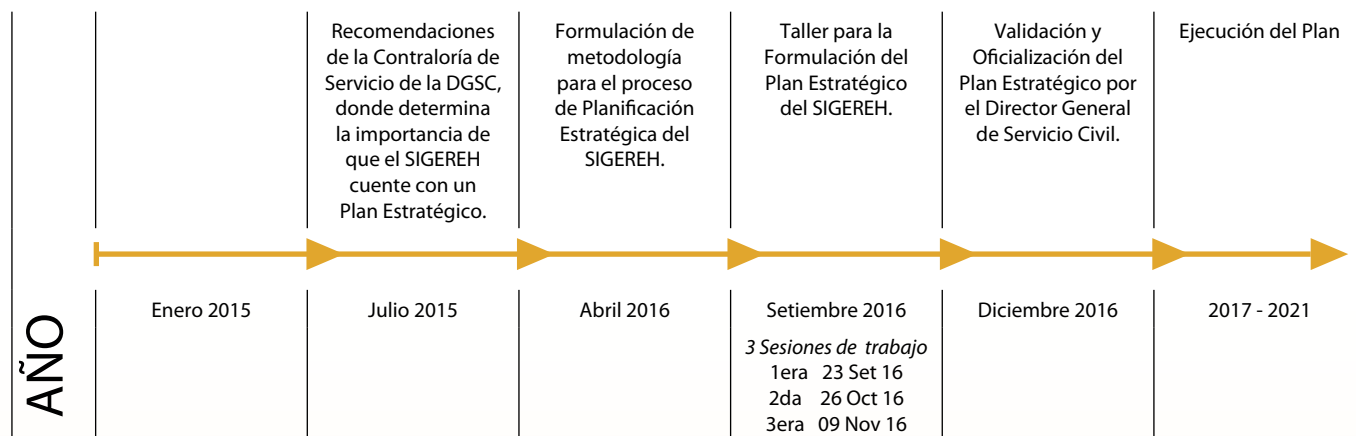 Recomendaciones
de la Contraloría de
Servicio de la DGSC,
donde determina
la importancia de
que el SIGEREH
cuente con un
Plan Estratégico.
Formulación de
metodología
para el proceso
de Planificación
Estratégica del
SIGEREH.
Taller para la
Formulación del
Plan Estratégico
del SIGEREH.
Validación y
Oficialización del
Plan Estratégico por
el Director General
de Servicio Civil.
Ejecución del Plan
AÑO
Enero 2015
Julio 2015
Abril 2016
Setiembre 2016
3 Sesiones de trabajo
1era 23 Set 16
2da 26 Oct 16
3era 09 Nov 16
Diciembre 2016
2017 - 2021